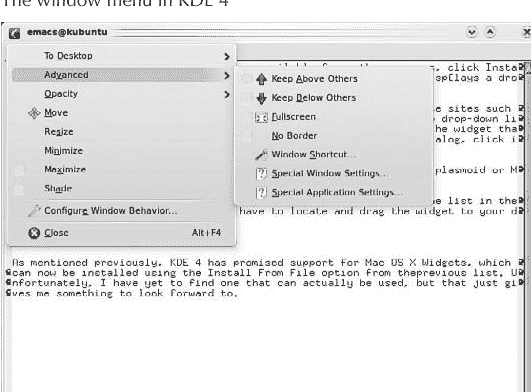 The window menu in KDE 4
emacs@kubuntu
To Desktop
Advanced
Opacity
Move
Resize
Minimize
Maximize
Shade
Configure Window Behavior...
Close Alt+F4
Keep Above Others
Keep Below Others
Fullscreen
No Border
Window Shortcut...
Special Window Settings...
Special Application Settings...
, click Insta
splays a dro
se sites such
drop-down li
he widget tha
alog, click i
plasmoid or M
e list in the
have to locate and drag the widget to your d
As mentioned previously, KDE 4 has promised support for Mac OS X Widgets, which
can now be installed using the Install From File option from theprevious list. U
nfortunately, I have yet to find one that can actually be used, but that just gi
ves me something to look forward to.